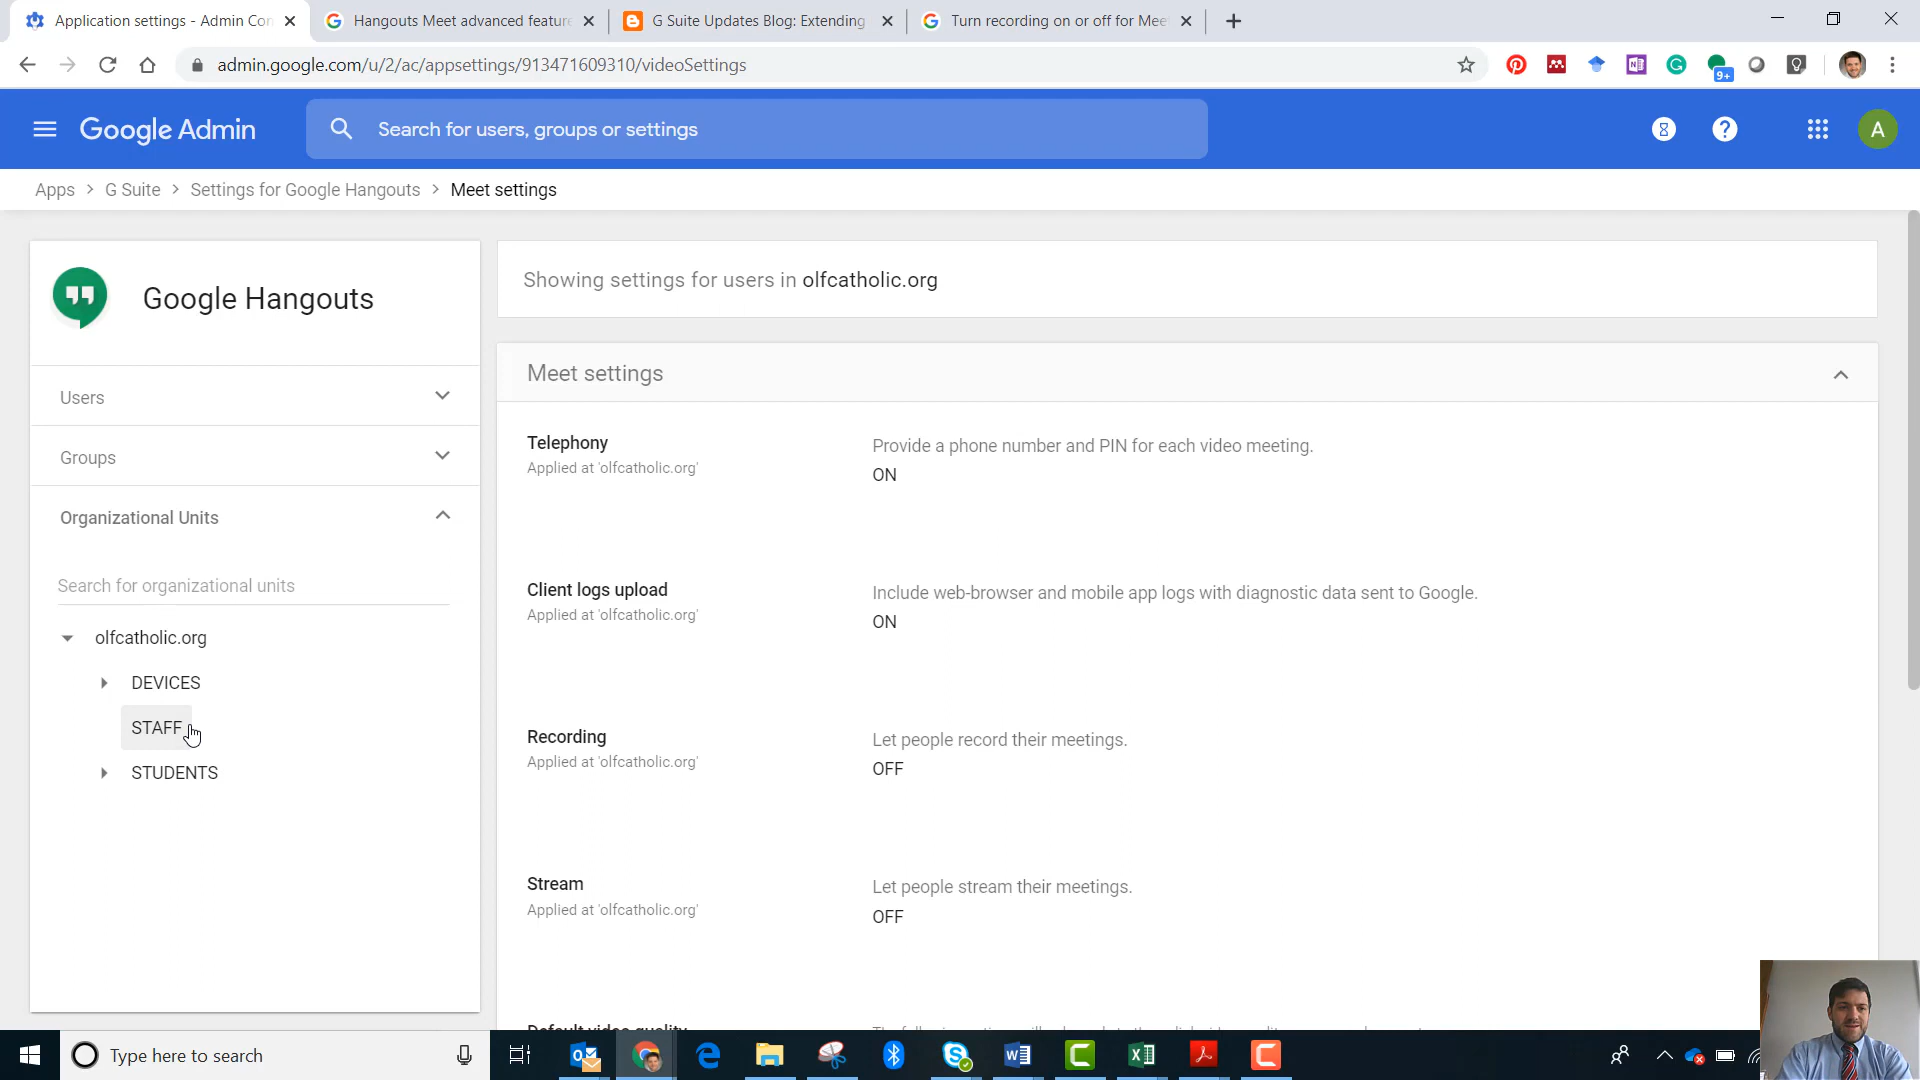 Application settings - Admin Con
Hangouts Meet advanced feature
G Suite Updates Blog: Extending
Turn recording on or off for Mee
admin.google.com/u/2/ac/appsettings/913471609310/videoSettings
9+
Google Admin
Search for users, groups or settings
A
Apps > G Suite > Settings for Google Hangouts > Meet settings
Google Hangouts
Users
Groups
Organizational Units
Search for organizational units
olfcatholic.org
DEVICES
STAFF
STUDENTS
Showing settings for users in olfcatholic.org
Meet settings
Telephony
Applied at 'olfcatholic.org'
Provide a phone number and PIN for each video meeting.
ON
Client logs upload
Applied at 'olfcatholic.org'
Include web-browser and mobile app logs with diagnostic data sent to Google.
ON
Recording
Applied at 'olfcatholic.org'
Let people record their meetings.
OFF
Stream
Applied at 'olfcatholic.org'
Let people stream their meetings.
OFF
Default video quality
Type here to search